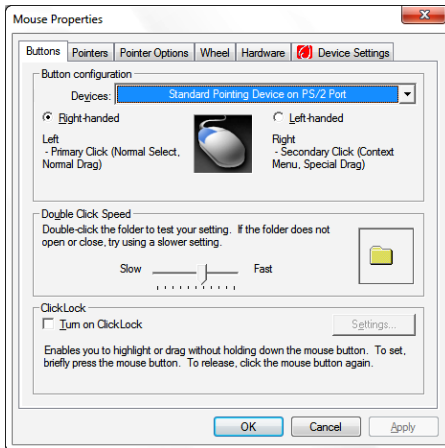 Mouse Properties
Buttons Pointers Pointer Options Wheel Hardware Device Settings
Button configuration
Devices: Standard Pointing Device on PS/2 Port
Right-handed Left-handed
Left
- Primary Click (Normal Select,
Normal Drag)
Right
- Secondary Click (Context
Menu, Special Drag)
Double Click Speed
Double-click the folder to test your setting. If the folder does not
open or close, try using a slower setting.
Slow Fast
ClickLock
Turn on ClickLock Settings...
Enables you to highlight or drag without holding down the mouse button. To set,
briefly press the mouse button. To release, click the mouse button again.
OK Cancel Apply